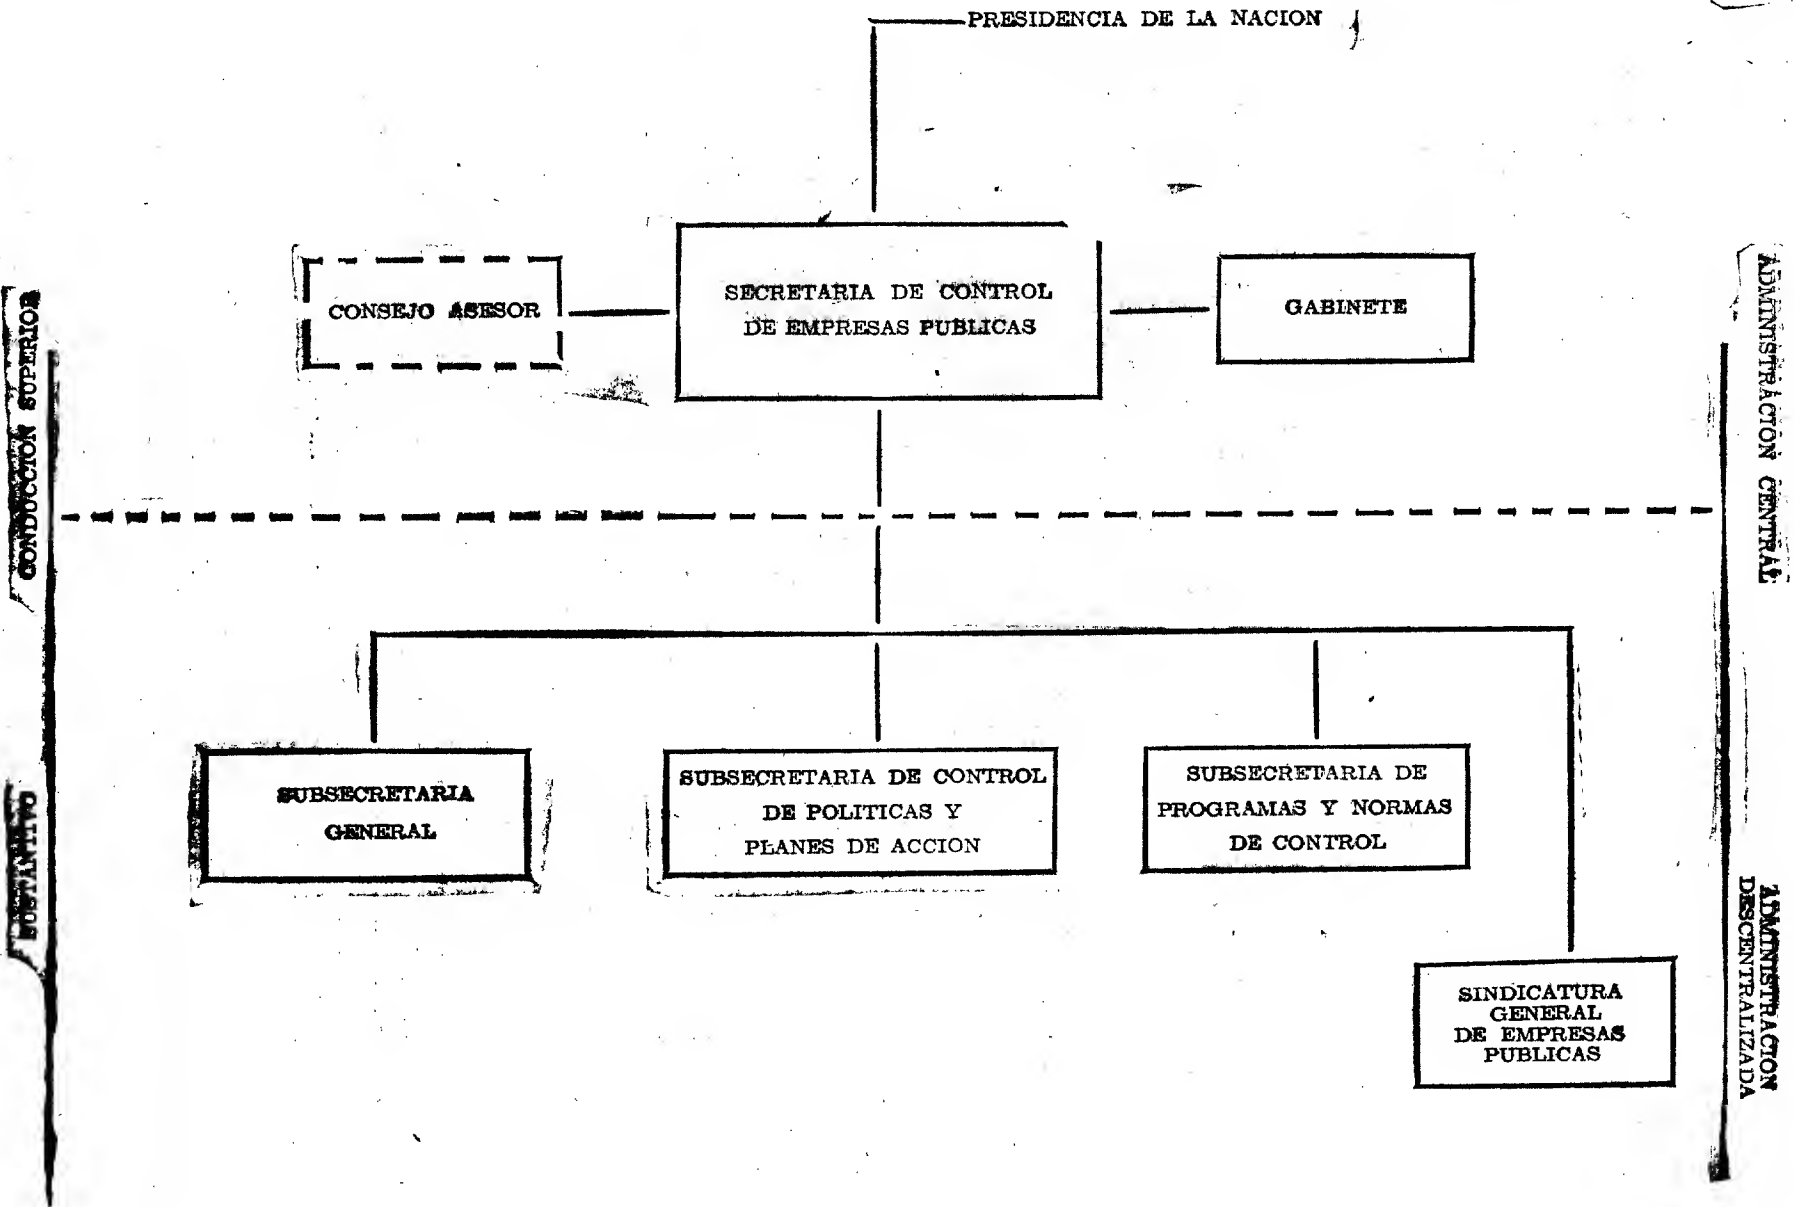 PRESIDENCIA DE LA NACION
CONSEJO ASESOR
SECRETARIA DE CONTROL
DE EMPRESAS PUBLICAS
GABINETE
CONDUCCION SUPERIOR
ADMINISTRACION CENTRAL
SUBSECRETARIA
GENERAL
SUBSECRETARIA DE CONTROL
DE POLITICAS Y
PLANES DE ACCION
SUBSECRETARIA DE
PROGRAMAS Y NORMAS
DE CONTROL
SINDICATURA
GENERAL
DE EMPRESAS
PUBLICAS
SUSTANTIVO
ADMINISTRACION
DESCENTRALIZADA